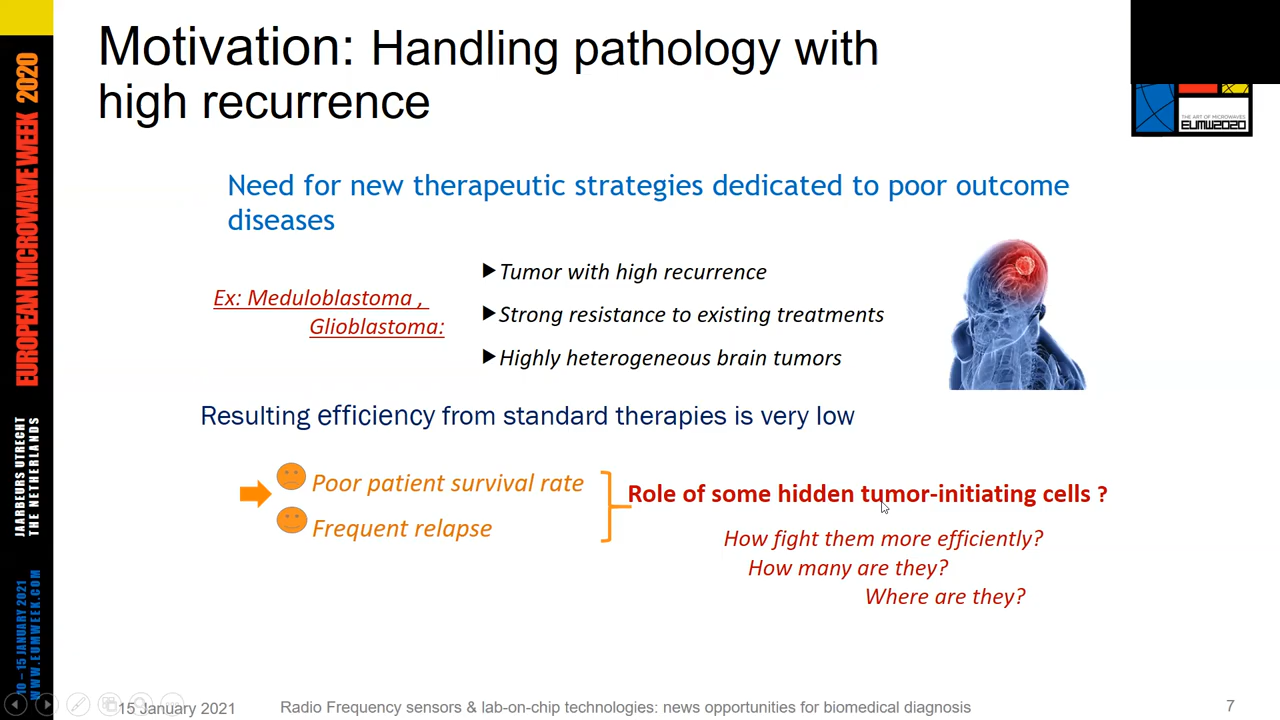 Motivation: Handling pathology with
high recurrence
EUROPEAN MICROWAVE WEEK 2020
JAARBEURS UTRECHT
THE NETHERLANDS
10 – 15 JANUARY 2021
WWW.EUMWEEK.COM
THE ART OF MICROWAVES
EUMW2020
Need for new therapeutic strategies dedicated to poor outcome
diseases
Ex: Meduloblastoma ,
Glioblastoma:
Tumor with high recurrence
Strong resistance to existing treatments
Highly heterogeneous brain tumors
Resulting efficiency from standard therapies is very low
Poor patient survival rate
Frequent relapse
Role of some hidden tumor-initiating cells ?
How fight them more efficiently?
How many are they?
Where are they?
15 January 2021
Radio Frequency sensors & lab-on-chip technologies: news opportunities for biomedical diagnosis
7